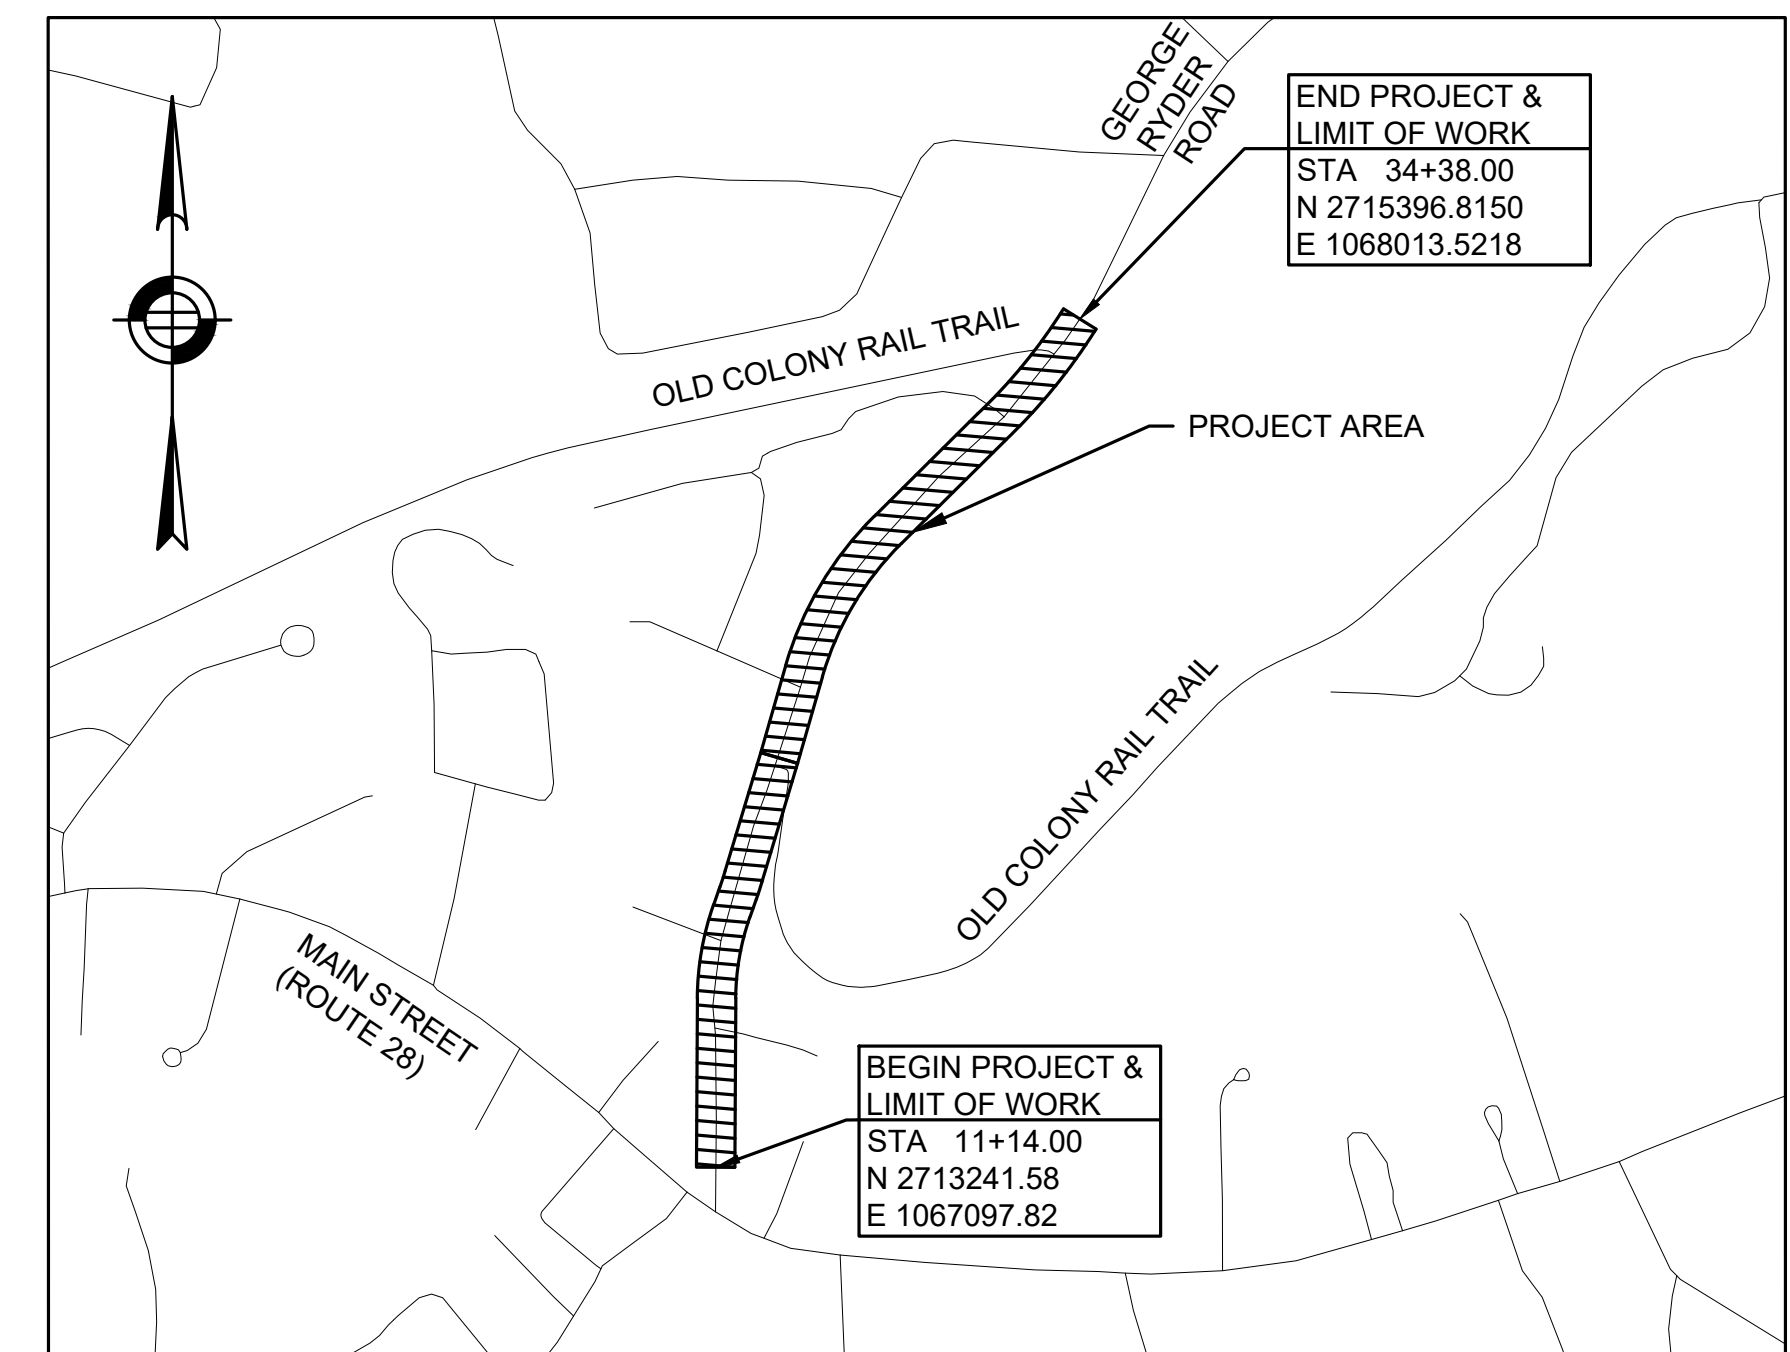 GEORGE
RYDER
ROAD
END PROJECT &
LIMIT OF WORK
STA 34+38.00
N 2715396.8150
E 1068013.5218
OLD COLONY RAIL TRAIL
PROJECT AREA
OLD COLONY RAIL TRAIL
MAIN STREET
(ROUTE 28)
BEGIN PROJECT &
LIMIT OF WORK
STA 11+14.00
N 2713241.58
E 1067097.82